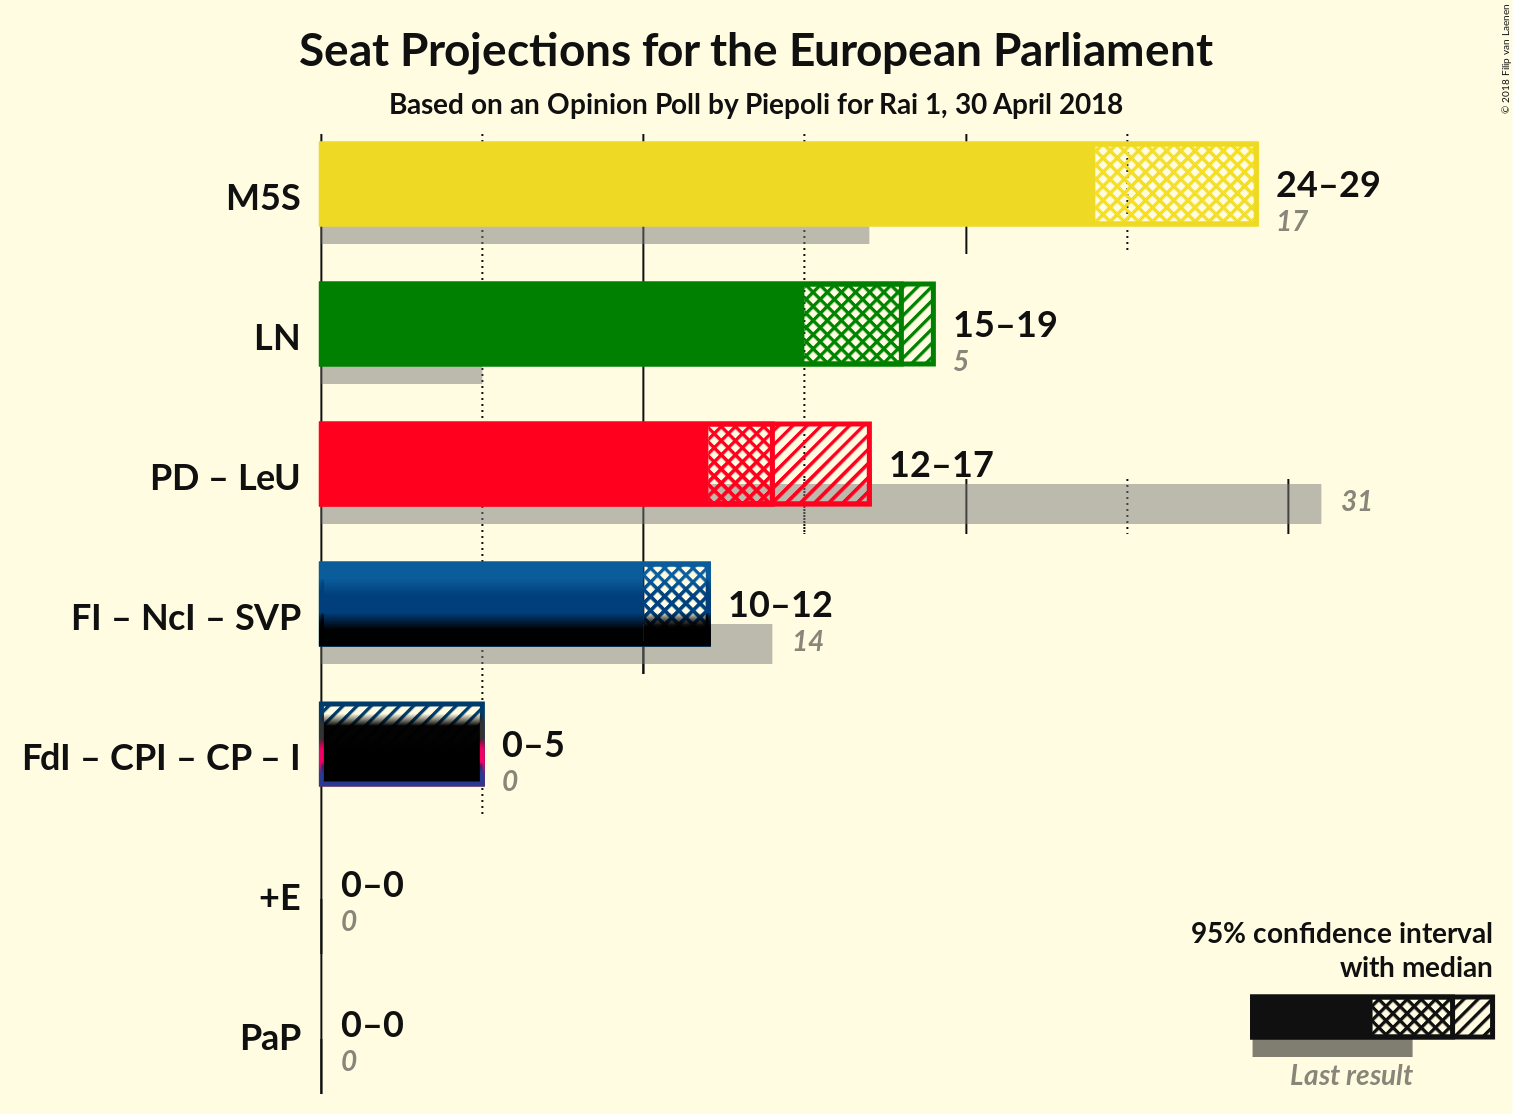 Seat Projections for the European Parliament
Based on an Opinion Poll by Piepoli for Rai 1, 30 April 2018
© 2018 Filip van Laenen
M5S
24–29
17
LN
15–19
5
PD – LeU
12–17
31
FI – NcI – SVP
10–12
14
FdI – CPI – CP – I
0–5
0
+E
0–0
0
PaP
0–0
0
95% confidence interval
with median
Last result